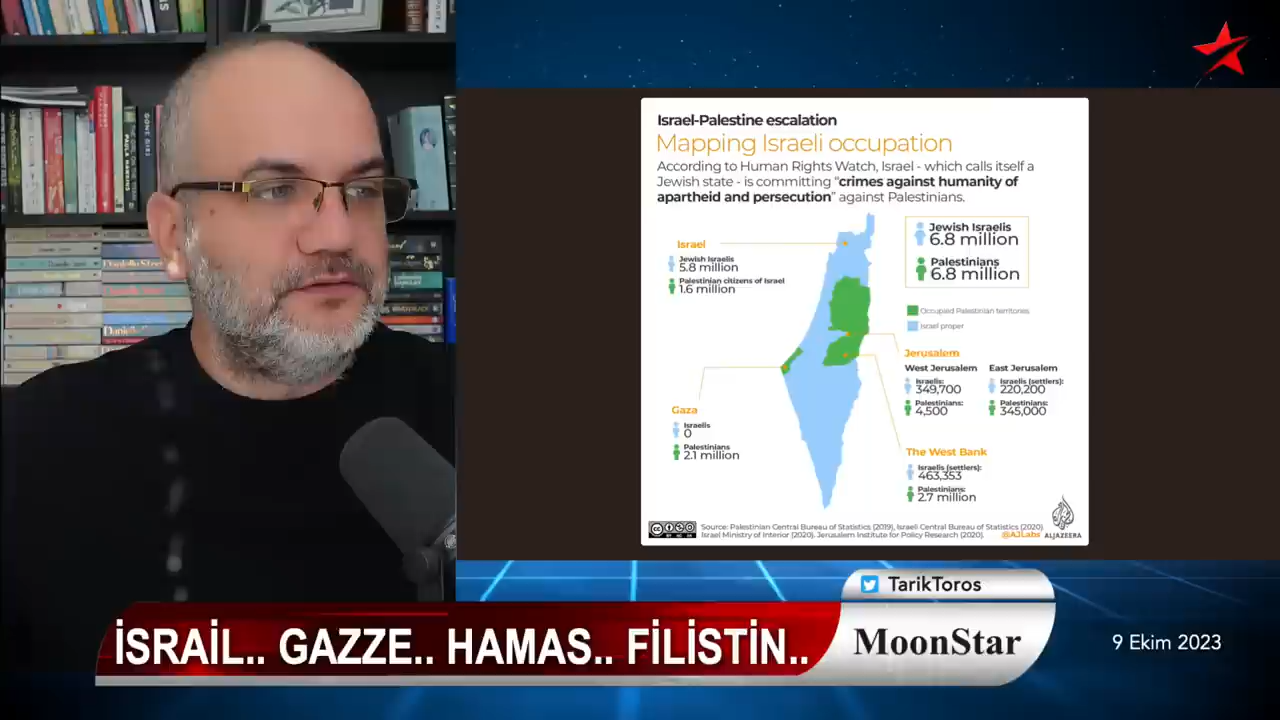 Israel-Palestine escalation
Mapping Israeli occupation
According to Human Rights Watch, Israel - which calls itself a
Jewish state - is committing "crimes against humanity of
apartheid and persecution" against Palestinians.
Israel
Jewish Israelis
5.8 million
Palestinian citizens of Israel
1.6 million
Jewish Israelis
6.8 million
Palestinians
6.8 million
Occupied Palestinian territories
Israel proper
Jerusalem
West Jerusalem
Israelis:
349,700
Palestinians:
4,500
East Jerusalem
Israelis (settlers):
220,200
Palestinians:
345,000
Gaza
Israelis
0
Palestinians
2.1 million
The West Bank
Israelis (settlers):
463,353
Palestinians:
2.7 million
Source: Palestinian Central Bureau of Statistics (2019), Israeli Central Bureau of Statistics (2020)
Israel Ministry of Interior (2020). Jerusalem Institute for Policy Research (2020).
@AJLabs
ALJAZEERA
TarikToros
İSRAİL.. GAZZE.. HAMAS.. FİLİSTİN..
MoonStar
9 Ekim 2023